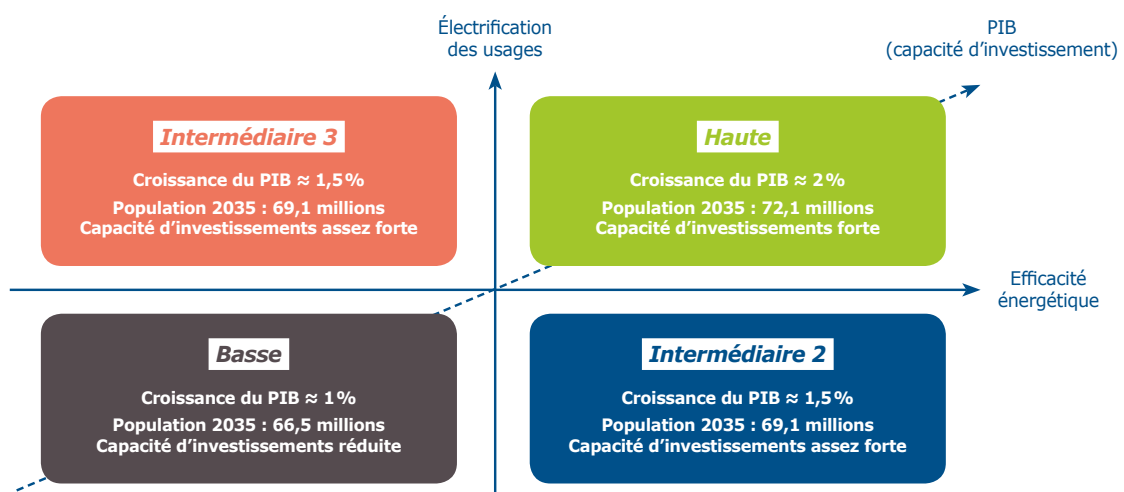 Électrification
des usages
PIB
(capacité d’investissement)
Intermédiaire 3
Croissance du PIB ≈ 1,5%
Population 2035 : 69,1 millions
Capacité d’investissements assez forte
Haute
Croissance du PIB ≈ 2%
Population 2035 : 72,1 millions
Capacité d’investissements forte
Efficacité
énergétique
Basse
Croissance du PIB ≈ 1%
Population 2035 : 66,5 millions
Capacité d’investissements réduite
Intermédiaire 2
Croissance du PIB ≈ 1,5%
Population 2035 : 69,1 millions
Capacité d’investissements assez forte